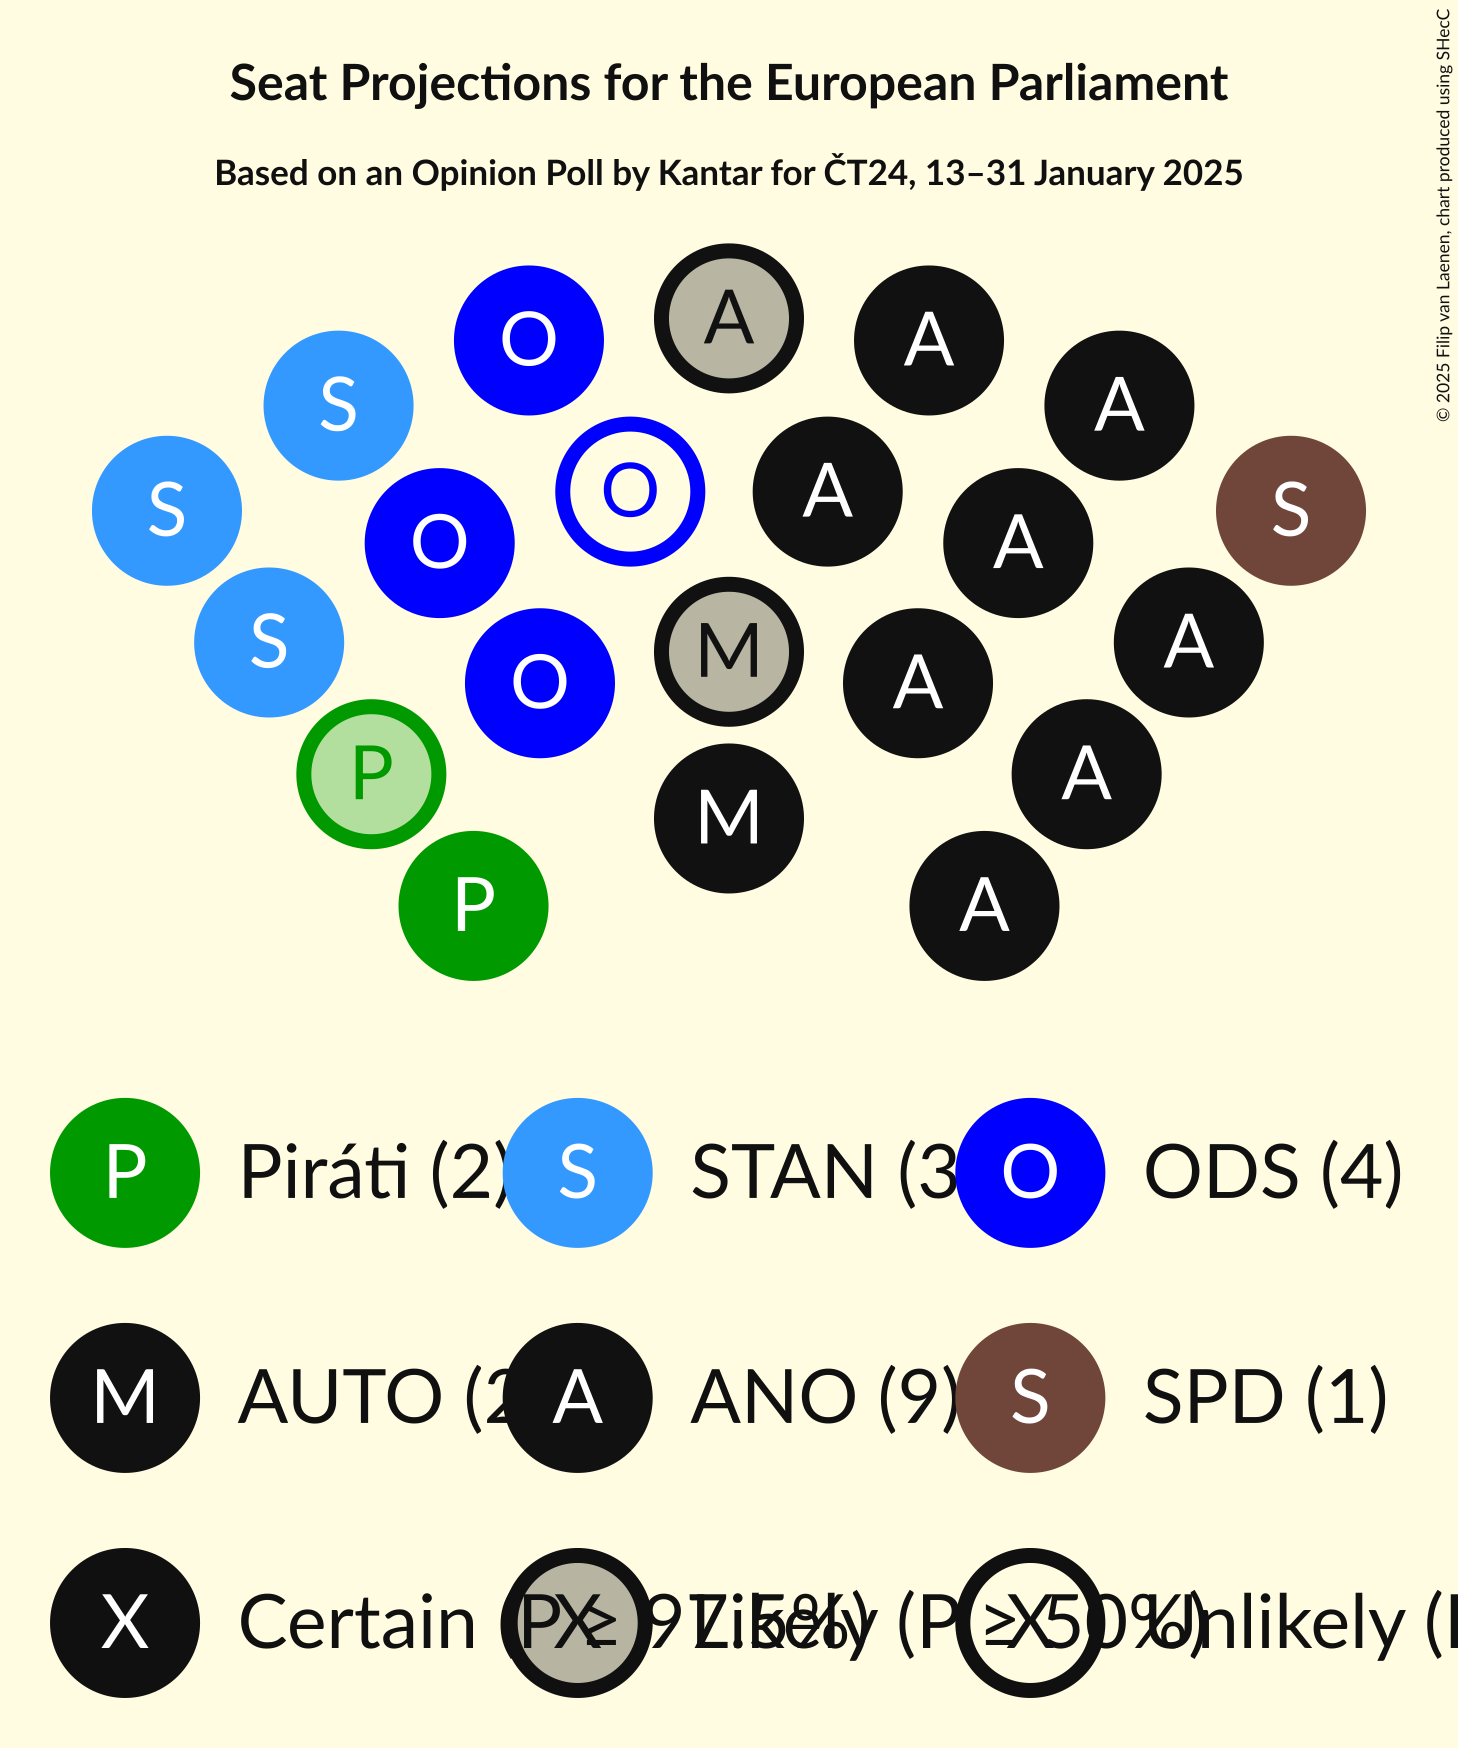 Seat Projections for the European Parliament
Based on an Opinion Poll by Kantar for ČT24, 13–31 January 2025
© 2025 Filip van Laenen, chart produced using SHecC
A
O A
S A
O A
S S
O A
S A
M
O A
P A
M
P A
P Piráti (2) S STAN (3 O ODS (4)
M AUTO (2 A ANO (9) S SPD (1)
X Certain (P ≥ 97.5%) X Likely (P ≥ 50%) X Unlikely (